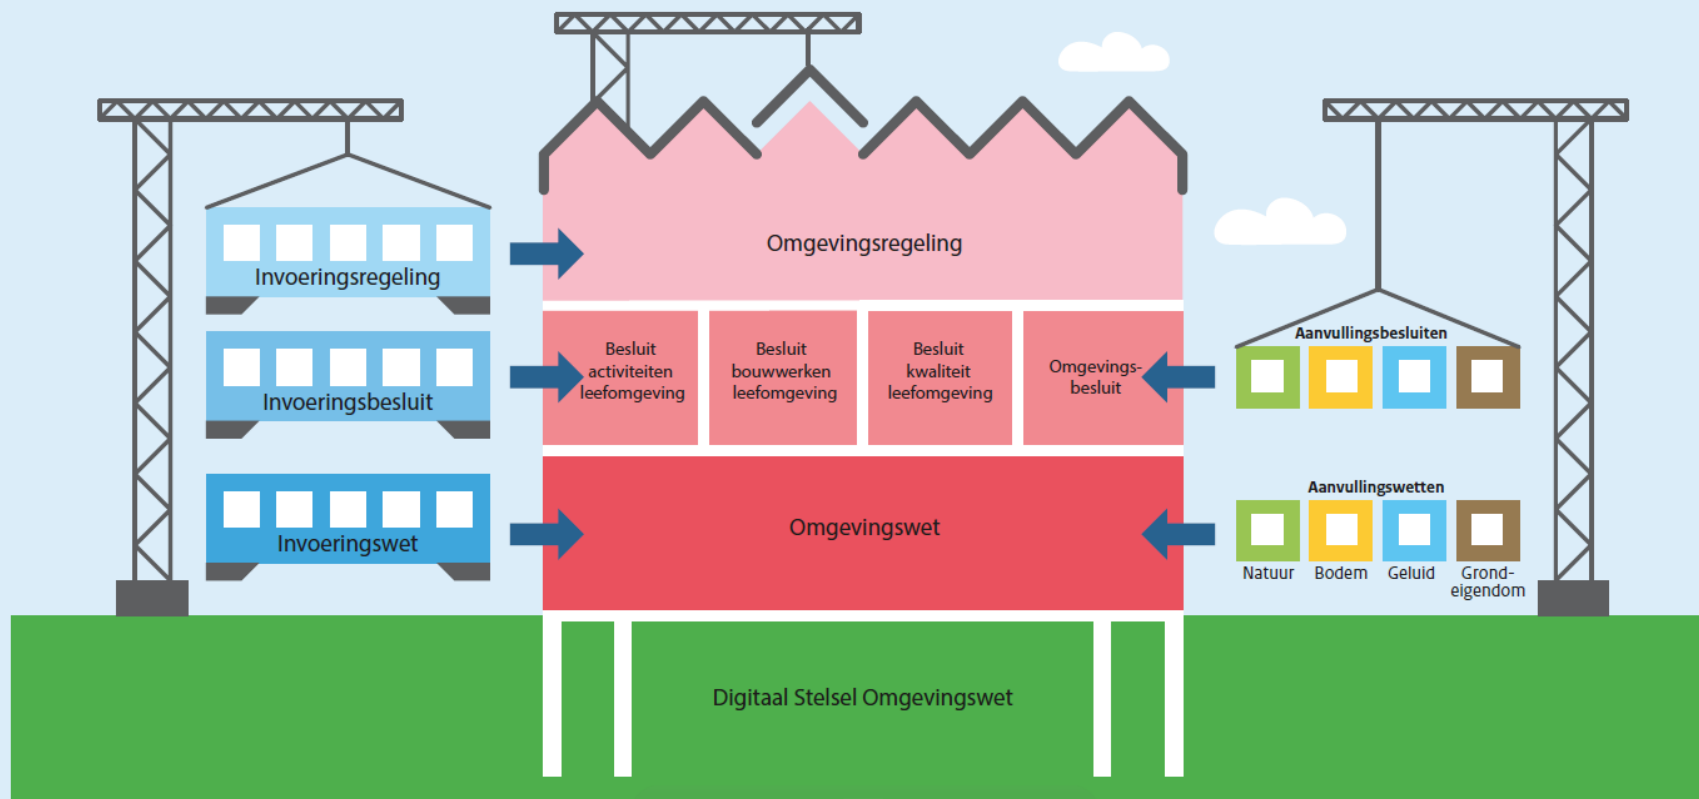 Omgevingsregeling
Invoeringsregeling
Aanvullingsbesluiten
Besluit
activiteiten
leefomgeving
Besluit
bouwwerken
leefomgeving
Besluit
kwaliteit
leefomgeving
Omgevings-
besluit
Invoeringsbesluit
Aanvullingswetten
Omgevingswet
Invoeringswet
Natuur
Bodem
Geluid
Grond-
eigendom
Digitaal Stelsel Omgevingswet